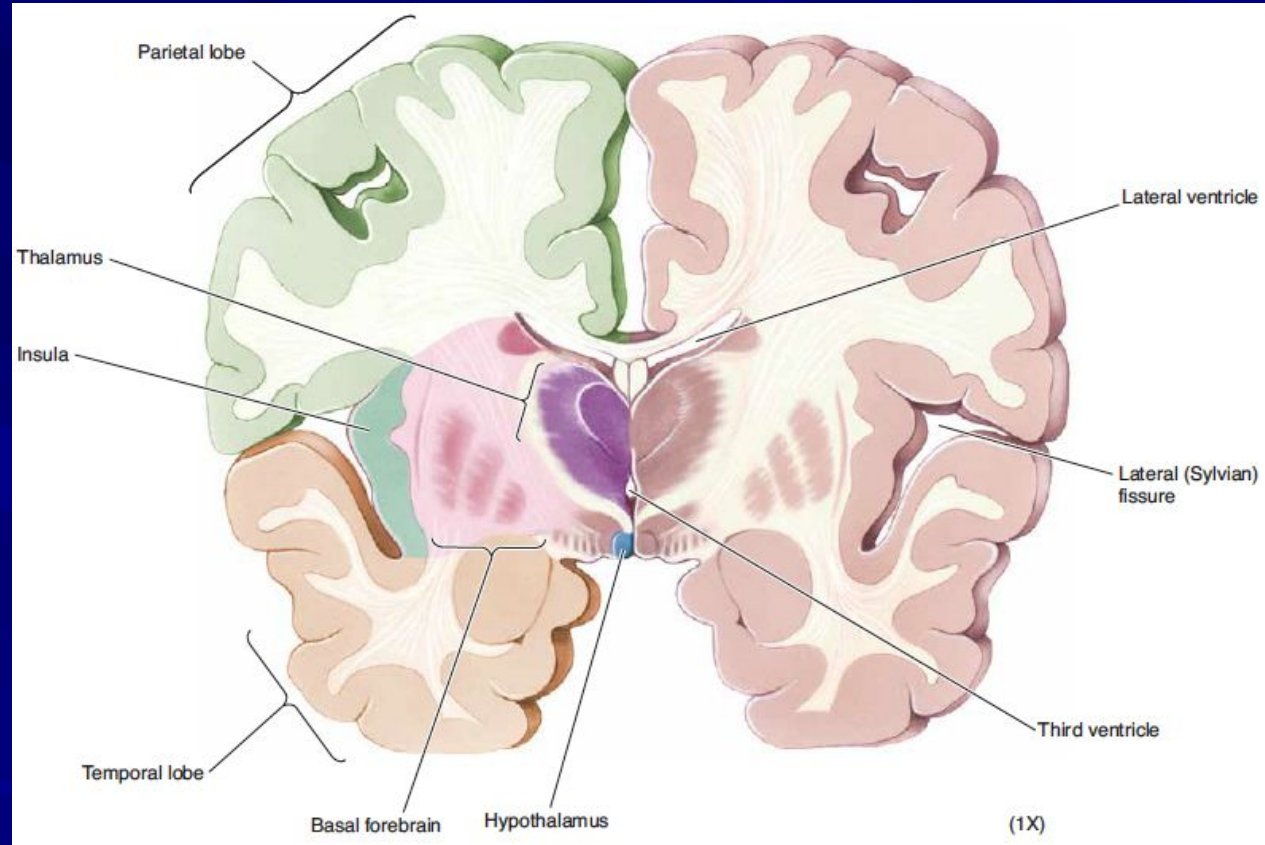 Parietal lobe
Lateral ventricle
Thalamus
Insula
Lateral (Sylvian)
fissure
Third ventricle
Temporal lobe
Basal forebrain
Hypothalamus
(1X)